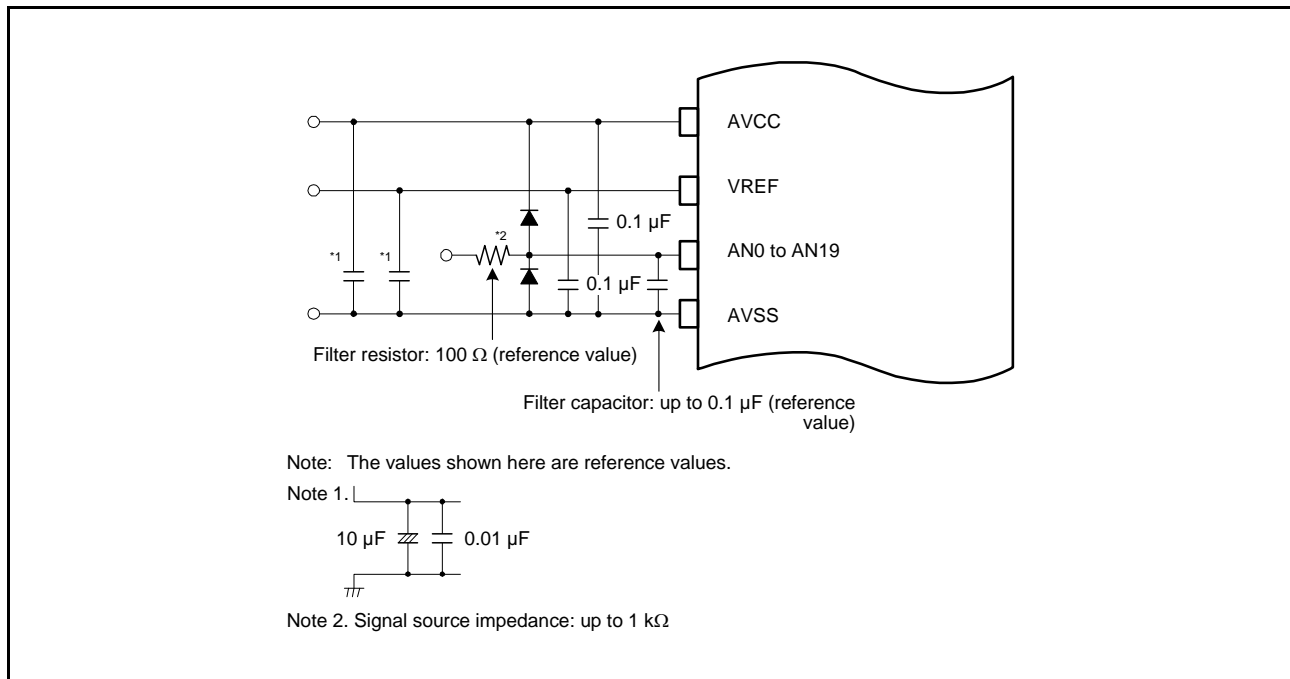 AVCC
VREF
*2
0.1 µF
*1
*1
AN0 to AN19
0.1 µF
AVSS
Filter resistor: 100 Ω (reference value)
Filter capacitor: up to 0.1 µF (reference
value)
Note: The values shown here are reference values.
Note 1.
10 µF
0.01 µF
Note 2. Signal source impedance: up to 1 kΩ